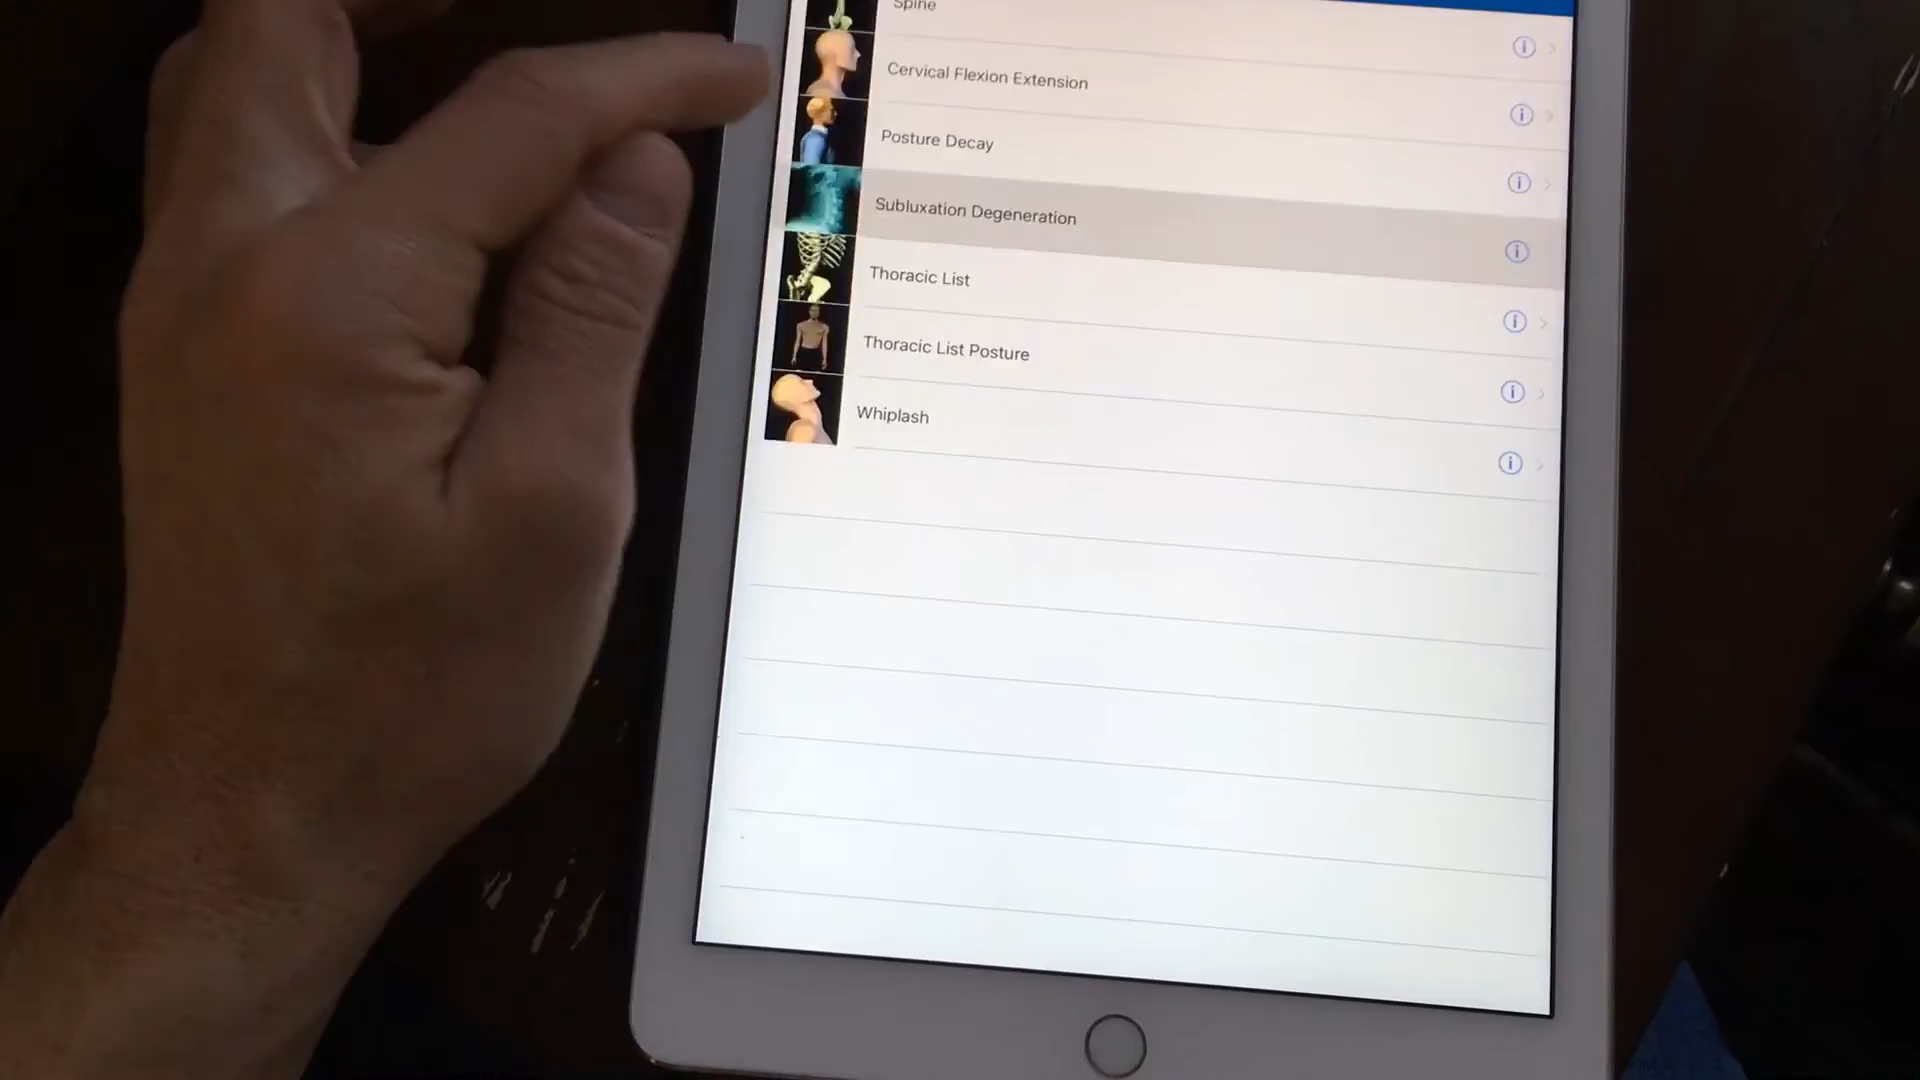 Spine
Cervical Flexion Extension
Posture Decay
Subluxation Degeneration
Thoracic List
Thoracic List Posture
Whiplash